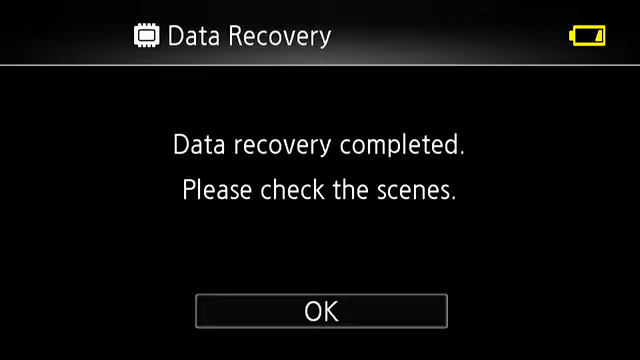 Data Recovery
Data recovery completed.
Please check the scenes.
OK